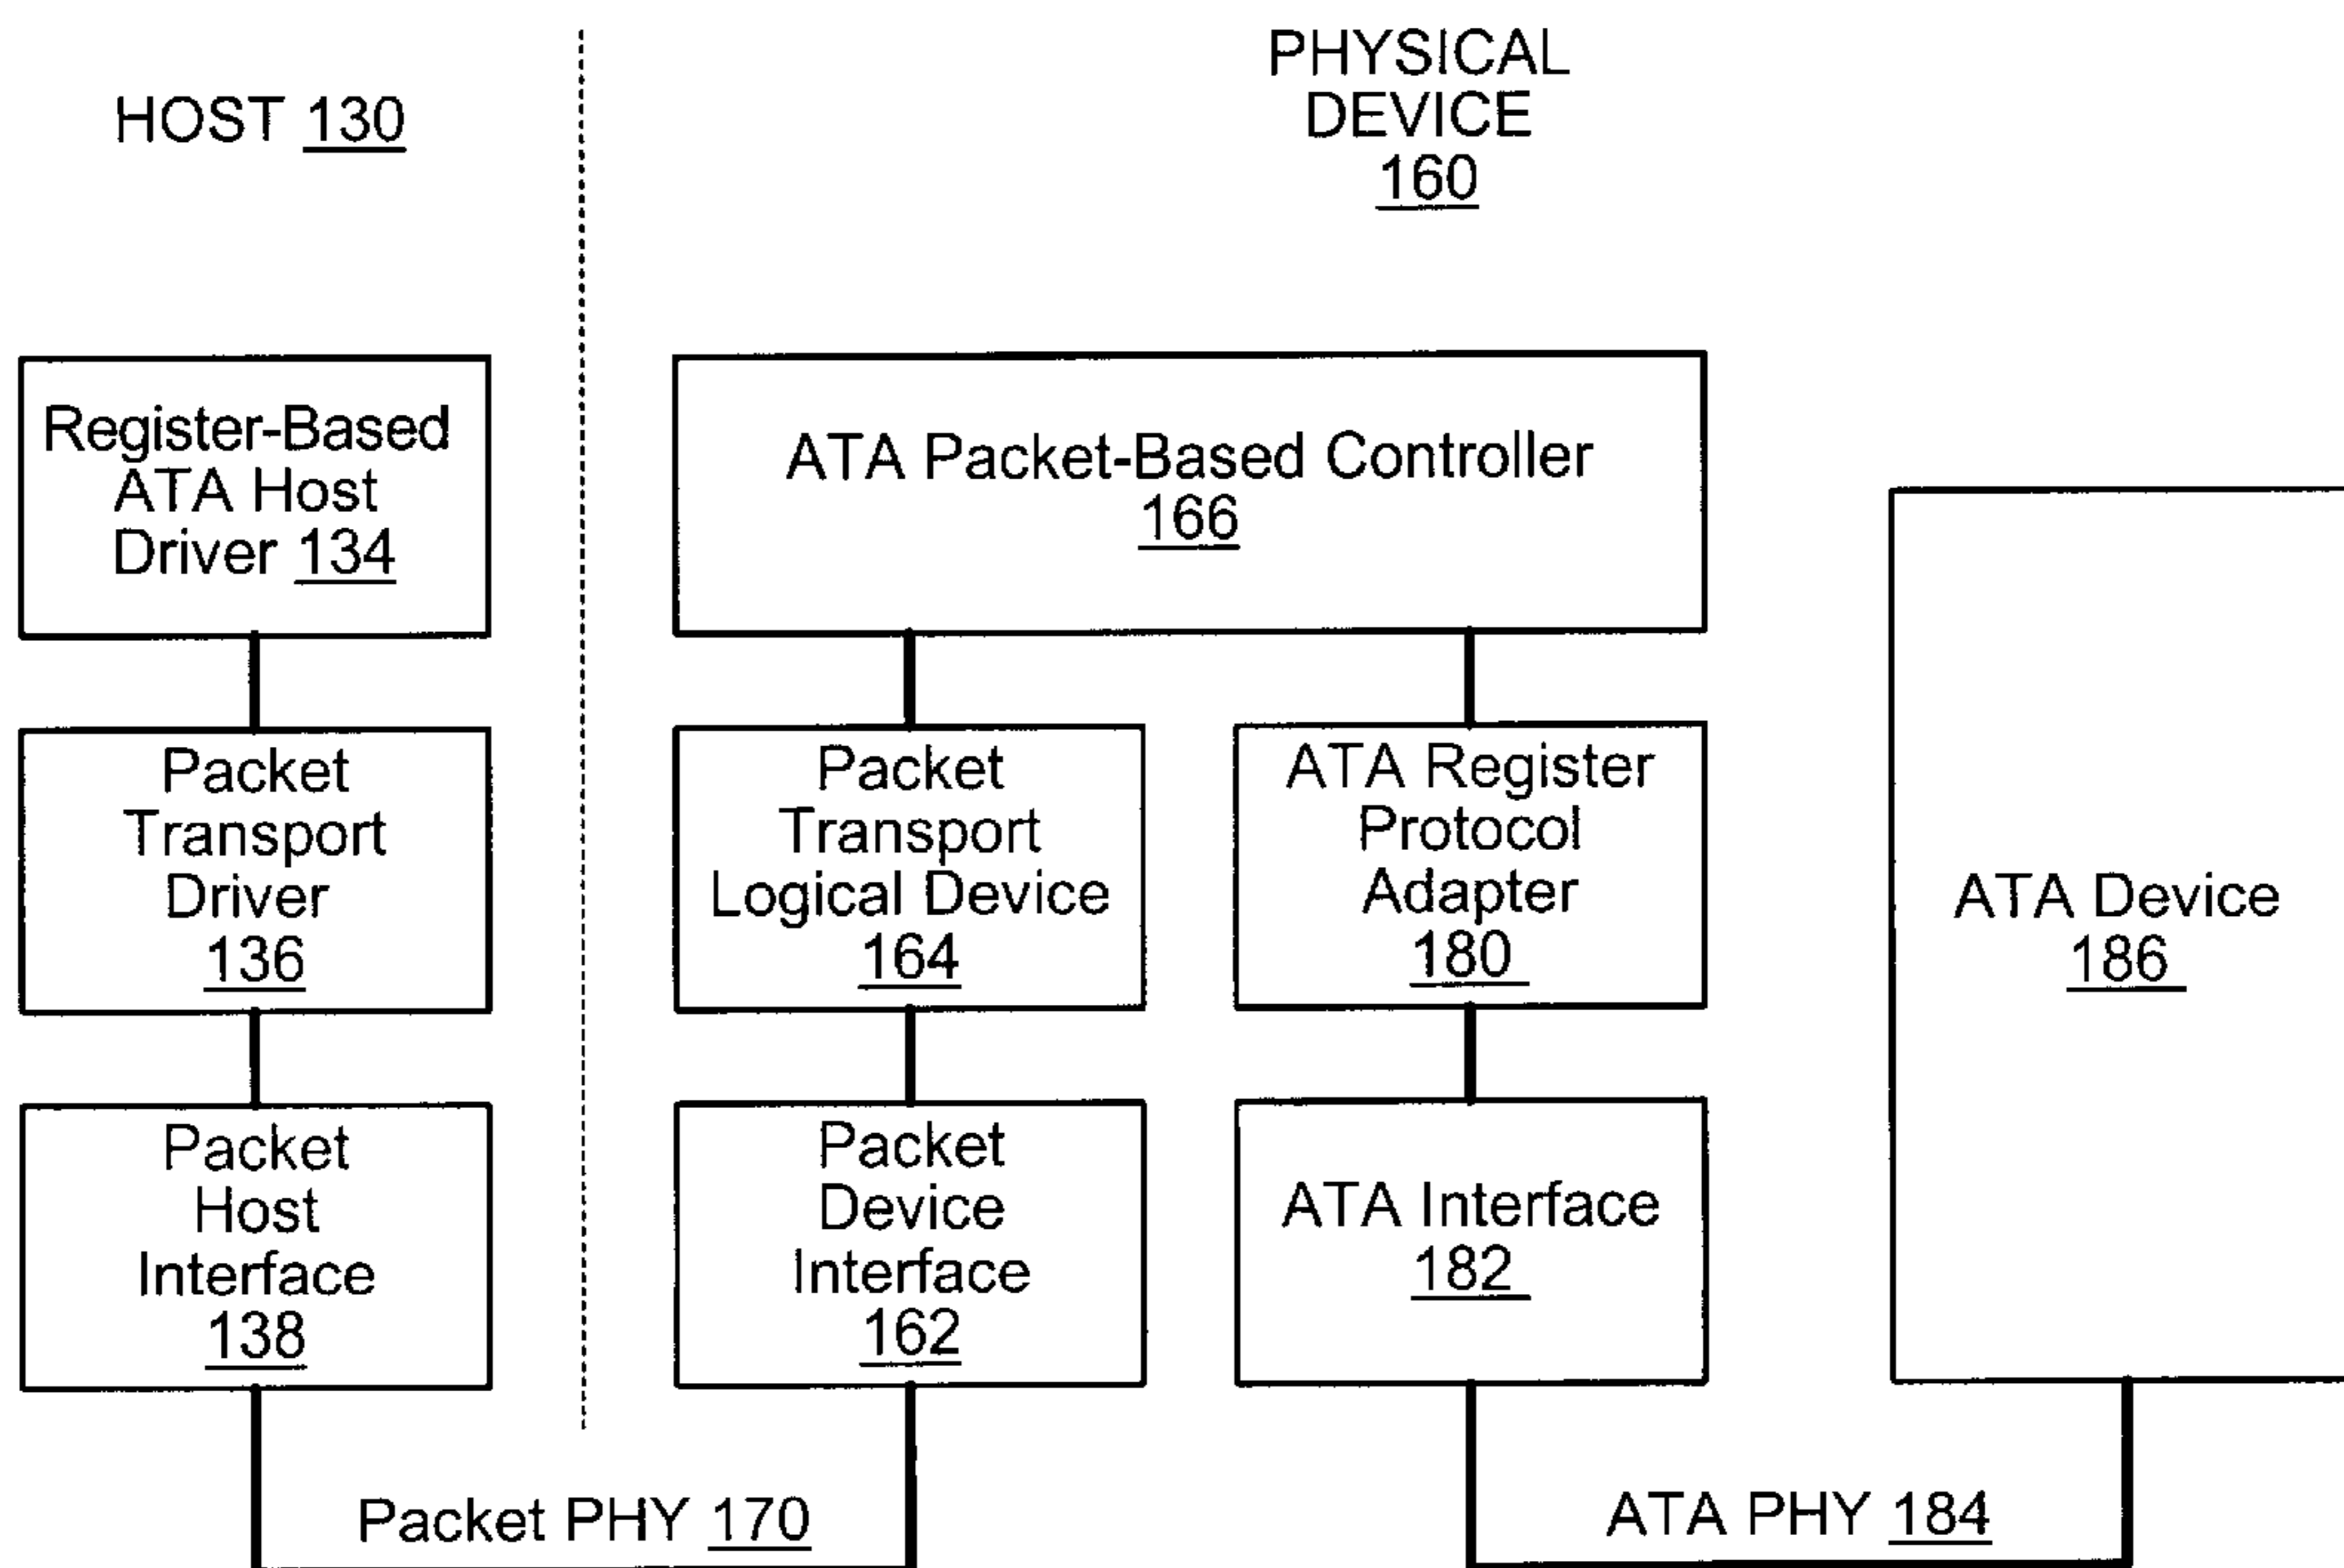 HOST 130
PHYSICAL
DEVICE
160
Register-Based
ATA Host
Driver 134
Packet
Transport
Driver
136
Packet
Host
Interface
138
ATA Packet-Based Controller
166
Packet
Transport
Logical Device
164
ATA Register
Protocol
Adapter
180
Packet
Device
Interface
162
ATA Interface
182
ATA Device
186
Packet PHY 170
ATA PHY 184